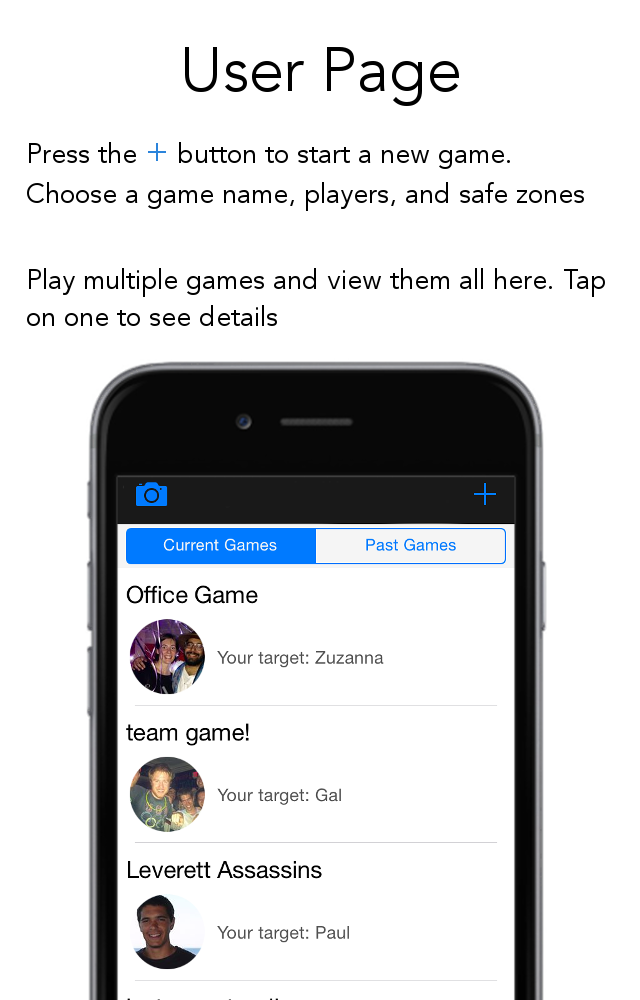 User Page
Press the + button to start a new game.
Choose a game name, players, and safe zones
Play multiple games and view them all here. Tap
on one to see details
Current Games
Past Games
Office Game
Your target: Zuzanna
team game!
Your target: Gal
Leverett Assassins
Your target: Paul